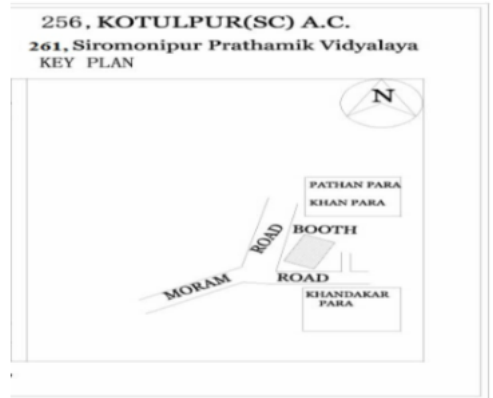 256, KOTULPUR(SC) A.C.
261, Siromonipur Prathamik Vidyalaya
KEY PLAN
N
PATHAN PARA
KHAN PARA
ROAD
BOOTH
MORAM
ROAD
KHANDAKAR
PARA